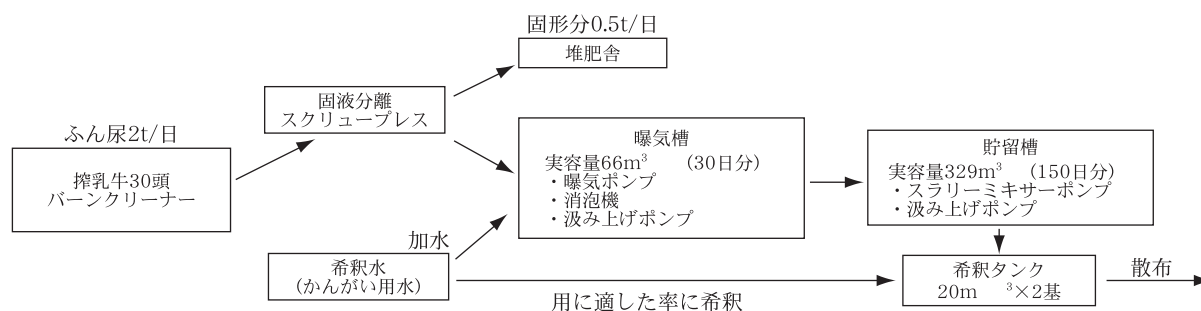 固形分0.5t/日
堆肥舎
固液分離
スクリュープレス
ふん尿2t/日
搾乳牛30頭
バーンクリーナー
曝気槽
実容量66m³ (30日分)
・曝気ポンプ
・消泡機
・汲み上げポンプ
貯留槽
実容量329m³ (150日分)
・スラリーミキサーポンプ
・汲み上げポンプ
加水
希釈水
(かんがい用水)
用に適した率に希釈
希釈タンク
20m ³×2基
散布